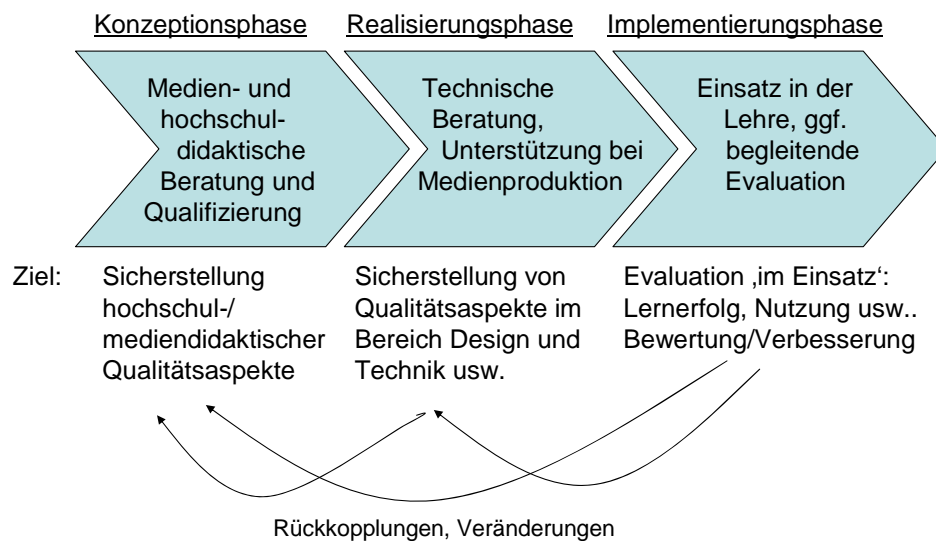 Konzeptionsphase
Realisierungsphase
Implementierungsphase
Medien- und
hochschul-
didaktische
Beratung und
Qualifizierung
Technische
Beratung,
Unterstützung bei
Medienproduktion
Einsatz in der
Lehre, ggf.
begleitende
Evaluation
Ziel:
Sicherstellung
hochschul-/
mediendidaktischer
Qualitätsaspekte
Sicherstellung von
Qualitätsaspekte im
Bereich Design und
Technik usw.
Evaluation ‚im Einsatz‘:
Lernerfolg, Nutzung usw..
Bewertung/Verbesserung
Rückkopplungen, Veränderungen